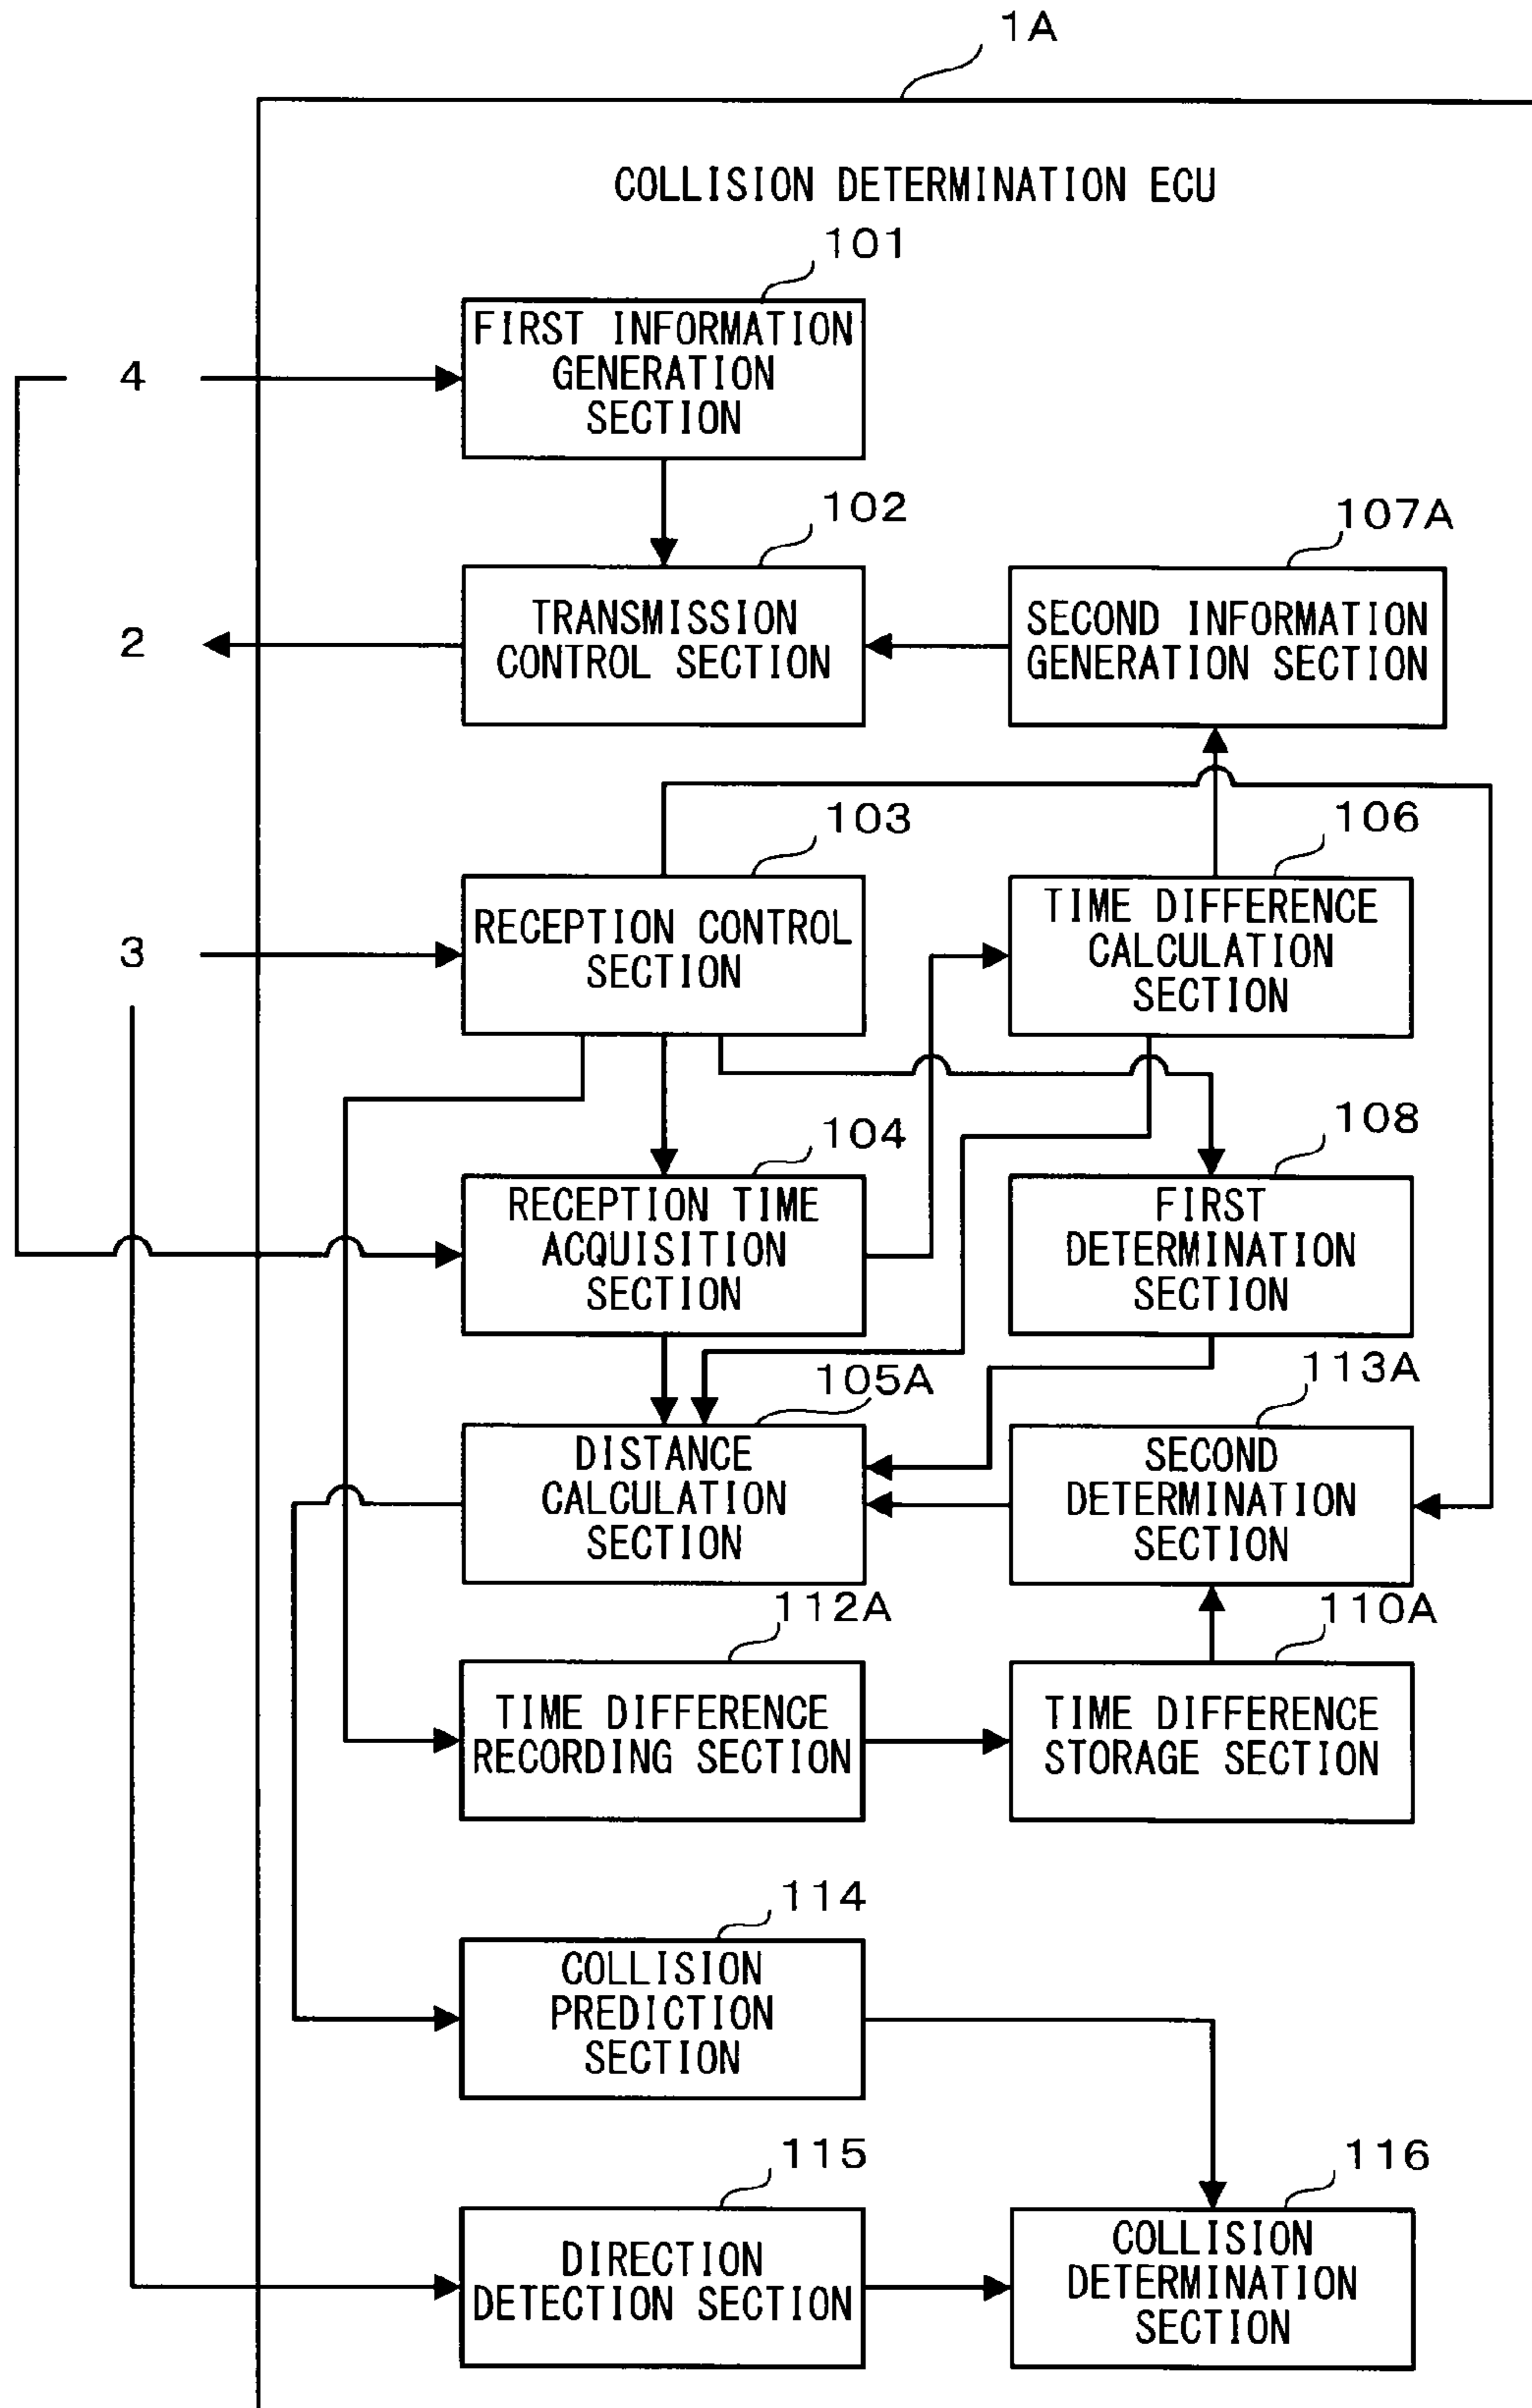 1A
COLLISION DETERMINATION ECU
101
FIRST INFORMATION
GENERATION
SECTION
4
102
TRANSMISSION
CONTROL SECTION
107A
SECOND INFORMATION
GENERATION SECTION
2
103
RECEPTION CONTROL
SECTION
106
TIME DIFFERENCE
CALCULATION
SECTION
3
104
RECEPTION TIME
ACQUISITION
SECTION
108
FIRST
DETERMINATION
SECTION
105A
DISTANCE
CALCULATION
SECTION
113A
SECOND
DETERMINATION
SECTION
112A
TIME DIFFERENCE
RECORDING SECTION
110A
TIME DIFFERENCE
STORAGE SECTION
114
COLLISION
PREDICTION
SECTION
115
DIRECTION
DETECTION SECTION
116
COLLISION
DETERMINATION
SECTION